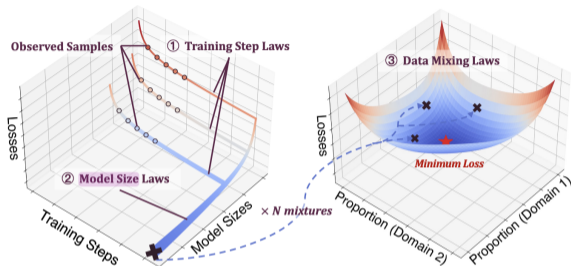 Observed Samples
① Training Step Laws
③ Data Mixing Laws
Losses
Losses
Minimum Loss
② Model Size Laws
× N mixtures
Training Steps
Model Sizes
Proportion (Domain 2)
Proportion (Domain 1)